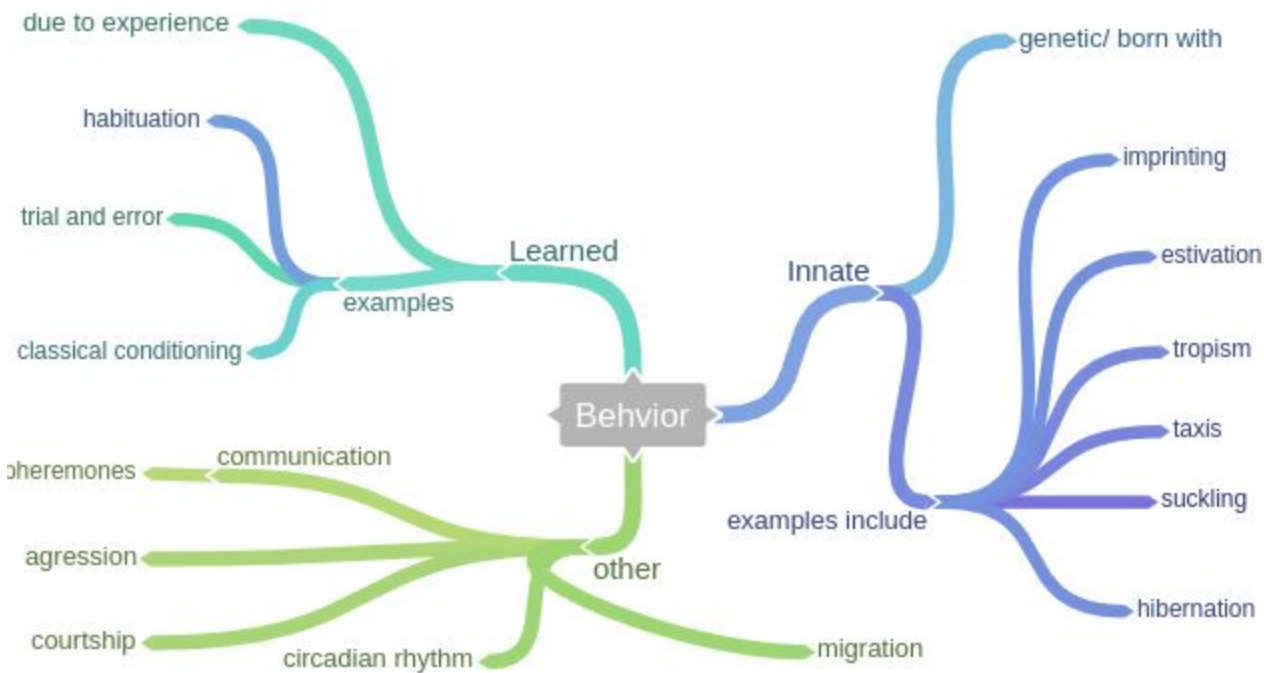 due to experience
genetic/ born with
habituation
imprinting
trial and error
Learned
estivation
Innate
examples
classical conditioning
tropism
Behvior
taxis
communication
pheremones
suckling
examples include
agression
other
hibernation
courtship
circadian rhythm
migration